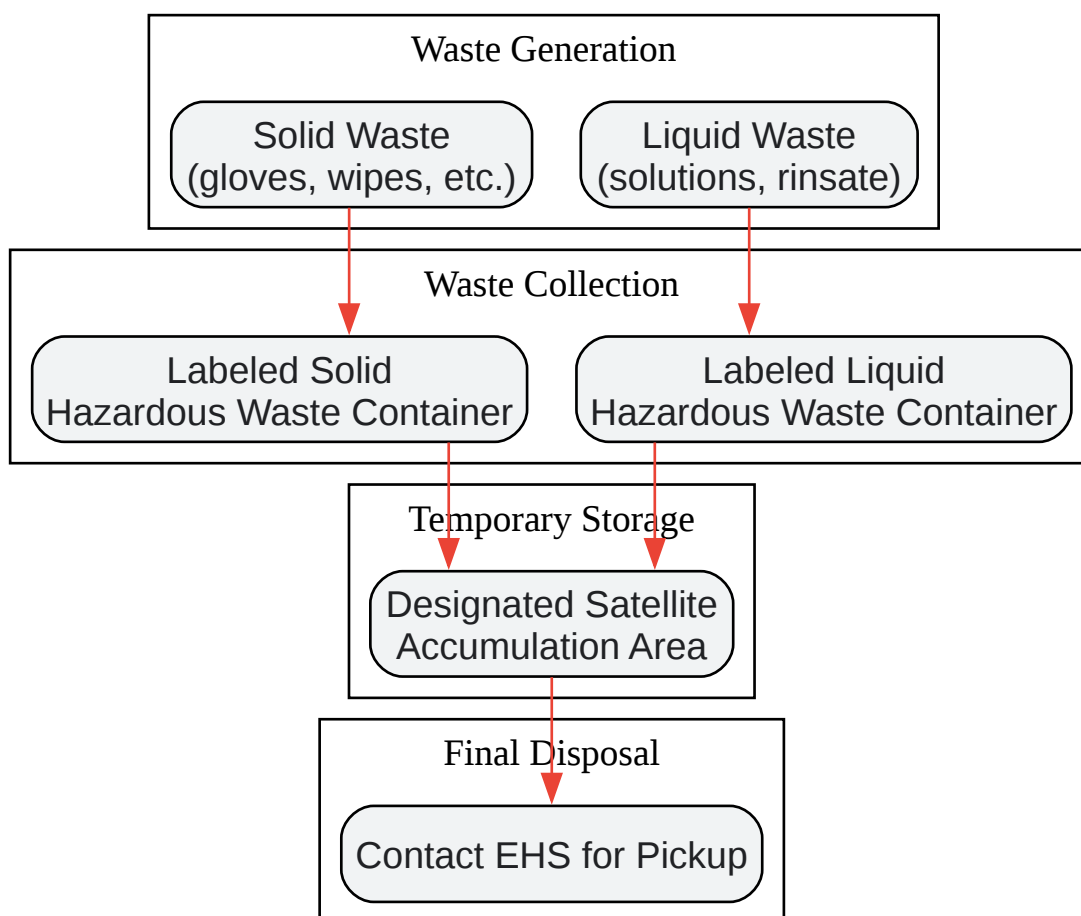 Waste Generation
Solid Waste
(gloves, wipes, etc.)
Liquid Waste
(solutions, rinsate)
Waste Collection
Labeled Solid
Hazardous Waste Container
Labeled Liquid
Hazardous Waste Container
Temporary Storage
Designated Satellite
Accumulation Area
Final Disposal
Contact EHS for Pickup